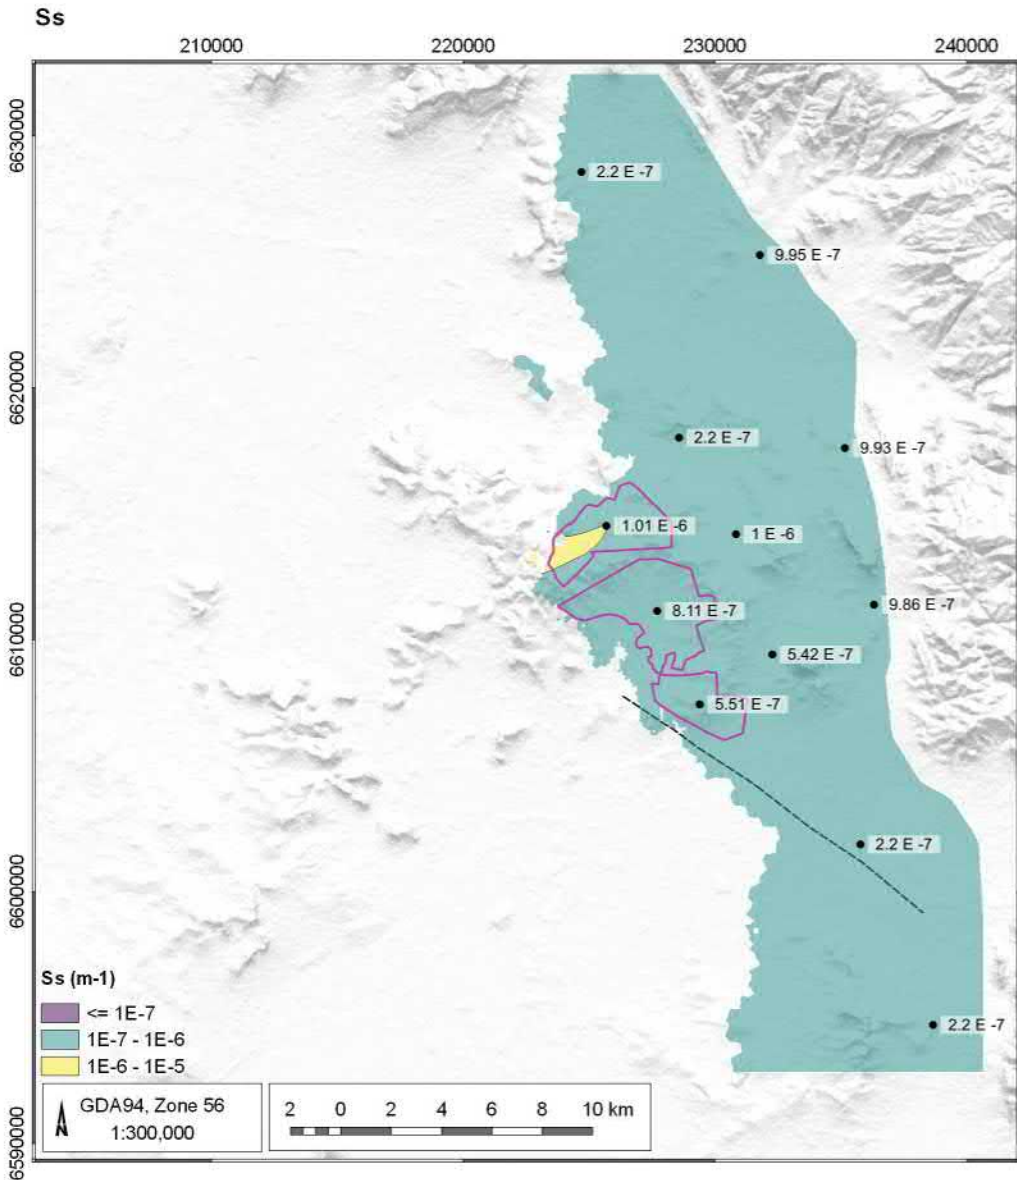 Ss
210000
220000
230000
240000
6630000
6620000
6610000
6600000
6590000
2.2 E -7
9.95 E -7
2.2 E -7
9.93 E -7
1.01 E -6
1 E -6
9.86 E -7
8.11 E -7
5.42 E -7
5.51 E -7
2.2 E -7
2.2 E -7
Ss (m-1)
<= 1E-7
1E-7 - 1E-6
1E-6 - 1E-5
N
GDA94, Zone 56
1:300,000
2 0 2 4 6 8 10 km